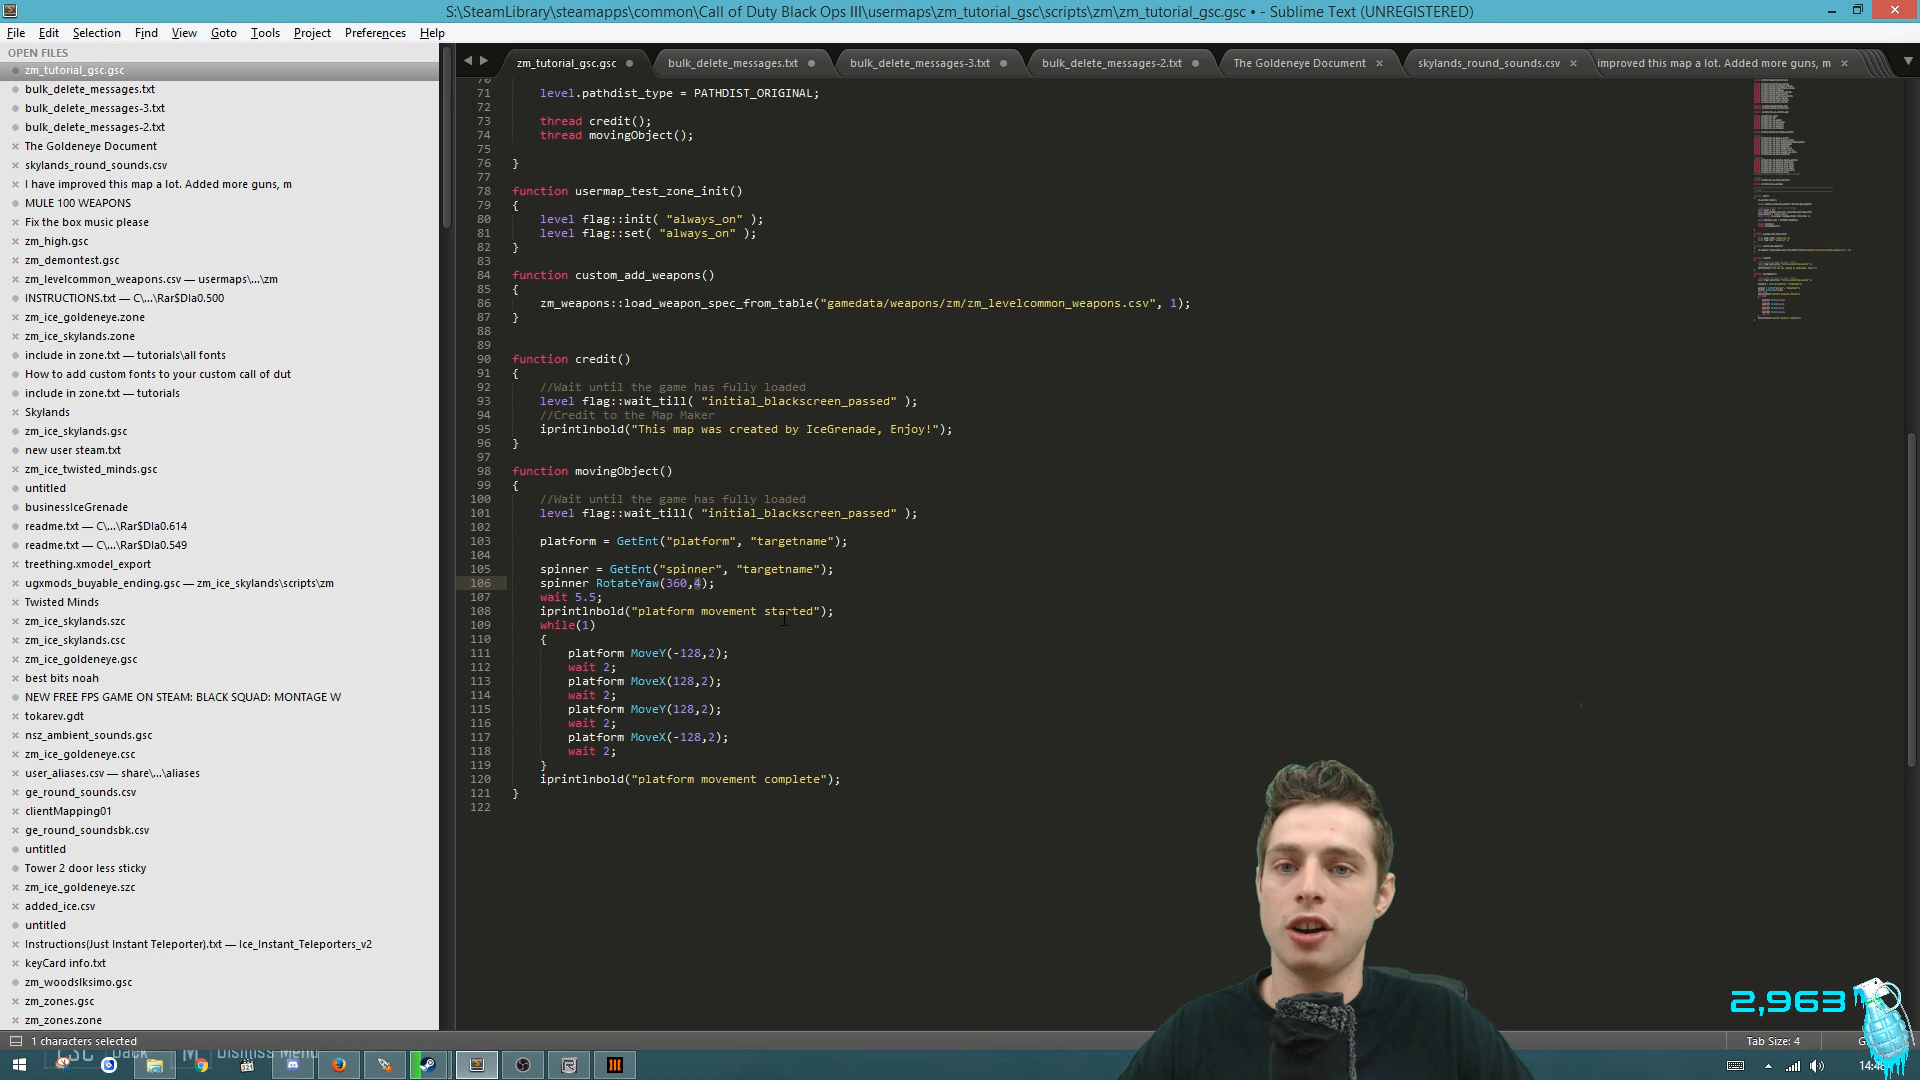 S:\SteamLibrary\steamapps\common\Call of Duty Black Ops III\usermaps\zm_tutorial_gsc\scripts\zm\zm_tutorial_gsc.gsc • - Sublime Text (UNREGISTERED)
File Edit Selection Find View Goto Tools Project Preferences Help
OPEN FILES
zm_tutorial_gsc.gsc
bulk_delete_messages.txt
bulk_delete_messages-3.txt
bulk_delete_messages-2.txt
The Goldeneye Document
skylands_round_sounds.csv
I have improved this map a lot. Added more guns, m
MULE 100 WEAPONS
Fix the box music please
zm_high.gsc
zm_demontest.gsc
zm_levelcommon_weapons.csv — usermaps\...\zm
INSTRUCTIONS.txt — C\...\Rar$DIa0.500
zm_ice_goldeneye.zone
zm_ice_skylands.zone
include in zone.txt — tutorials\all fonts
How to add custom fonts to your custom call of dut
include in zone.txt — tutorials
Skylands
zm_ice_skylands.gsc
new user steam.txt
zm_ice_twisted_minds.gsc
untitled
businessIceGrenade
readme.txt — C\...\Rar$DIa0.614
readme.txt — C\...\Rar$DIa0.549
treething.xmodel_export
ugxmods_buyable_ending.gsc — zm_ice_skylands\scripts\zm
Twisted Minds
zm_ice_skylands.szc
zm_ice_skylands.csc
zm_ice_goldeneye.gsc
best bits noah
NEW FREE FPS GAME ON STEAM: BLACK SQUAD: MONTAGE W
tokarev.gdt
nsz_ambient_sounds.gsc
zm_ice_goldeneye.csc
user_aliases.csv — share\...\aliases
ge_round_sounds.csv
clientMapping01
ge_round_soundsbk.csv
untitled
Tower 2 door less sticky
zm_ice_goldeneye.szc
added_ice.csv
untitled
Instructions(Just Instant Teleporter).txt — Ice_Instant_Teleporters_v2
keyCard info.txt
zm_woodslksimo.gsc
zm_zones.gsc
zm_zones.zone
zm_tutorial_gsc.gsc bulk_delete_messages.txt bulk_delete_messages-3.txt bulk_delete_messages-2.txt The Goldeneye Document skylands_round_sounds.csv improved this map a lot. Added more guns, m
70
71 level.pathdist_type = PATHDIST_ORIGINAL;
72
73 thread credit();
74 thread movingObject();
75
76 }
77
78 function usermap_test_zone_init()
79 {
80 level flag::init( "always_on" );
81 level flag::set( "always_on" );
82 }
83
84 function custom_add_weapons()
85 {
86 zm_weapons::load_weapon_spec_from_table("gamedata/weapons/zm/zm_levelcommon_weapons.csv", 1);
87 }
88
89
90 function credit()
91 {
92 //Wait until the game has fully loaded
93 level flag::wait_till( "initial_blackscreen_passed" );
94 //Credit to the Map Maker
95 iprintlnbold("This map was created by IceGrenade, Enjoy!");
96 }
97
98 function movingObject()
99 {
100 //Wait until the game has fully loaded
101 level flag::wait_till( "initial_blackscreen_passed" );
102
103 platform = GetEnt("platform", "targetname");
104
105 spinner = GetEnt("spinner", "targetname");
106 spinner RotateYaw(360,4);
107 wait 5.5;
108 iprintlnbold("platform movement started");
109 while(1)
110 {
111 platform MoveY(-128,2);
112 wait 2;
113 platform MoveX(128,2);
114 wait 2;
115 platform MoveY(128,2);
116 wait 2;
117 platform MoveX(-128,2);
118 wait 2;
119 }
120 iprintlnbold("platform movement complete");
121 }
122
2,963
1 characters selected
Tab Size: 4
Dismiss Menu